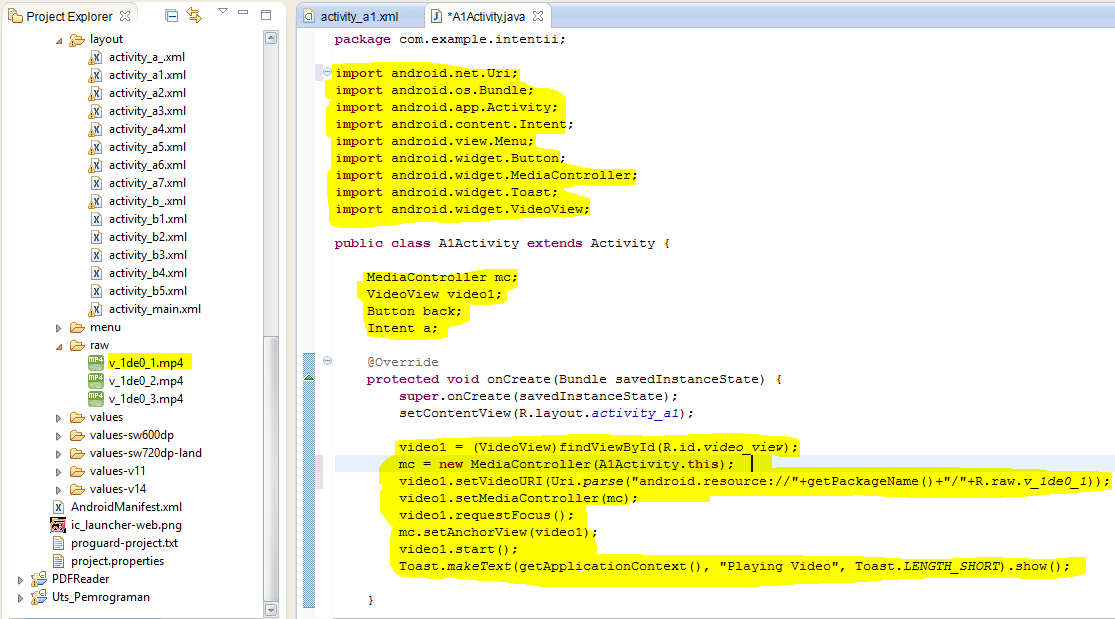 Project Explorer
layout
activity_a_.xml
activity_a1.xml
activity_a2.xml
activity_a3.xml
activity_a4.xml
activity_a5.xml
activity_a6.xml
activity_a7.xml
activity_b_.xml
activity_b1.xml
activity_b2.xml
activity_b3.xml
activity_b4.xml
activity_b5.xml
activity_main.xml
menu
raw
v_1de0_1.mp4
v_1de0_2.mp4
v_1de0_3.mp4
values
values-sw600dp
values-sw720dp-land
values-v11
values-v14
AndroidManifest.xml
ic_launcher-web.png
proguard-project.txt
project.properties
PDFReader
Uts_Pemrograman
activity_a1.xml
*A1Activity.java
package com.example.intentii;
import android.net.Uri;
import android.os.Bundle;
import android.app.Activity;
import android.content.Intent;
import android.view.Menu;
import android.widget.Button;
import android.widget.MediaController;
import android.widget.Toast;
import android.widget.VideoView;
public class A1Activity extends Activity {
MediaController mc;
VideoView video1;
Button back;
Intent a;
@Override
protected void onCreate(Bundle savedInstanceState) {
super.onCreate(savedInstanceState);
setContentView(R.layout.activity_a1);
video1 = (VideoView)findViewById(R.id.video_view);
mc = new MediaController(A1Activity.this);
video1.setVideoURI(Uri.parse("android.resource://"+getPackageName()+"/"+R.raw.v_1de0_1));
video1.setMediaController(mc);
video1.requestFocus();
mc.setAnchorView(video1);
video1.start();
Toast.makeText(getApplicationContext(), "Playing Video", Toast.LENGTH_SHORT).show();
}